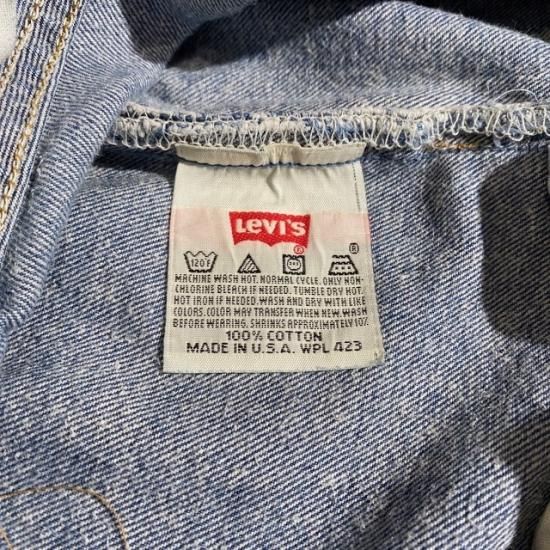 LEVI'S
®
®
120F
MACHINE WASH HOT. NORMAL CYCLE. ONLY NON-
CHLORINE BLEACH IF NEEDED. TUMBLE DRY HOT.
HOT IRON IF NEEDED. WASH AND DRY WITH LIKE
COLORS. COLOR MAY TRANSFER WHEN NEW. WASH
BEFORE WEARING. SHRINKS APPROXIMATELY 10%
100% COTTON
MADE IN U.S.A. WPL 423